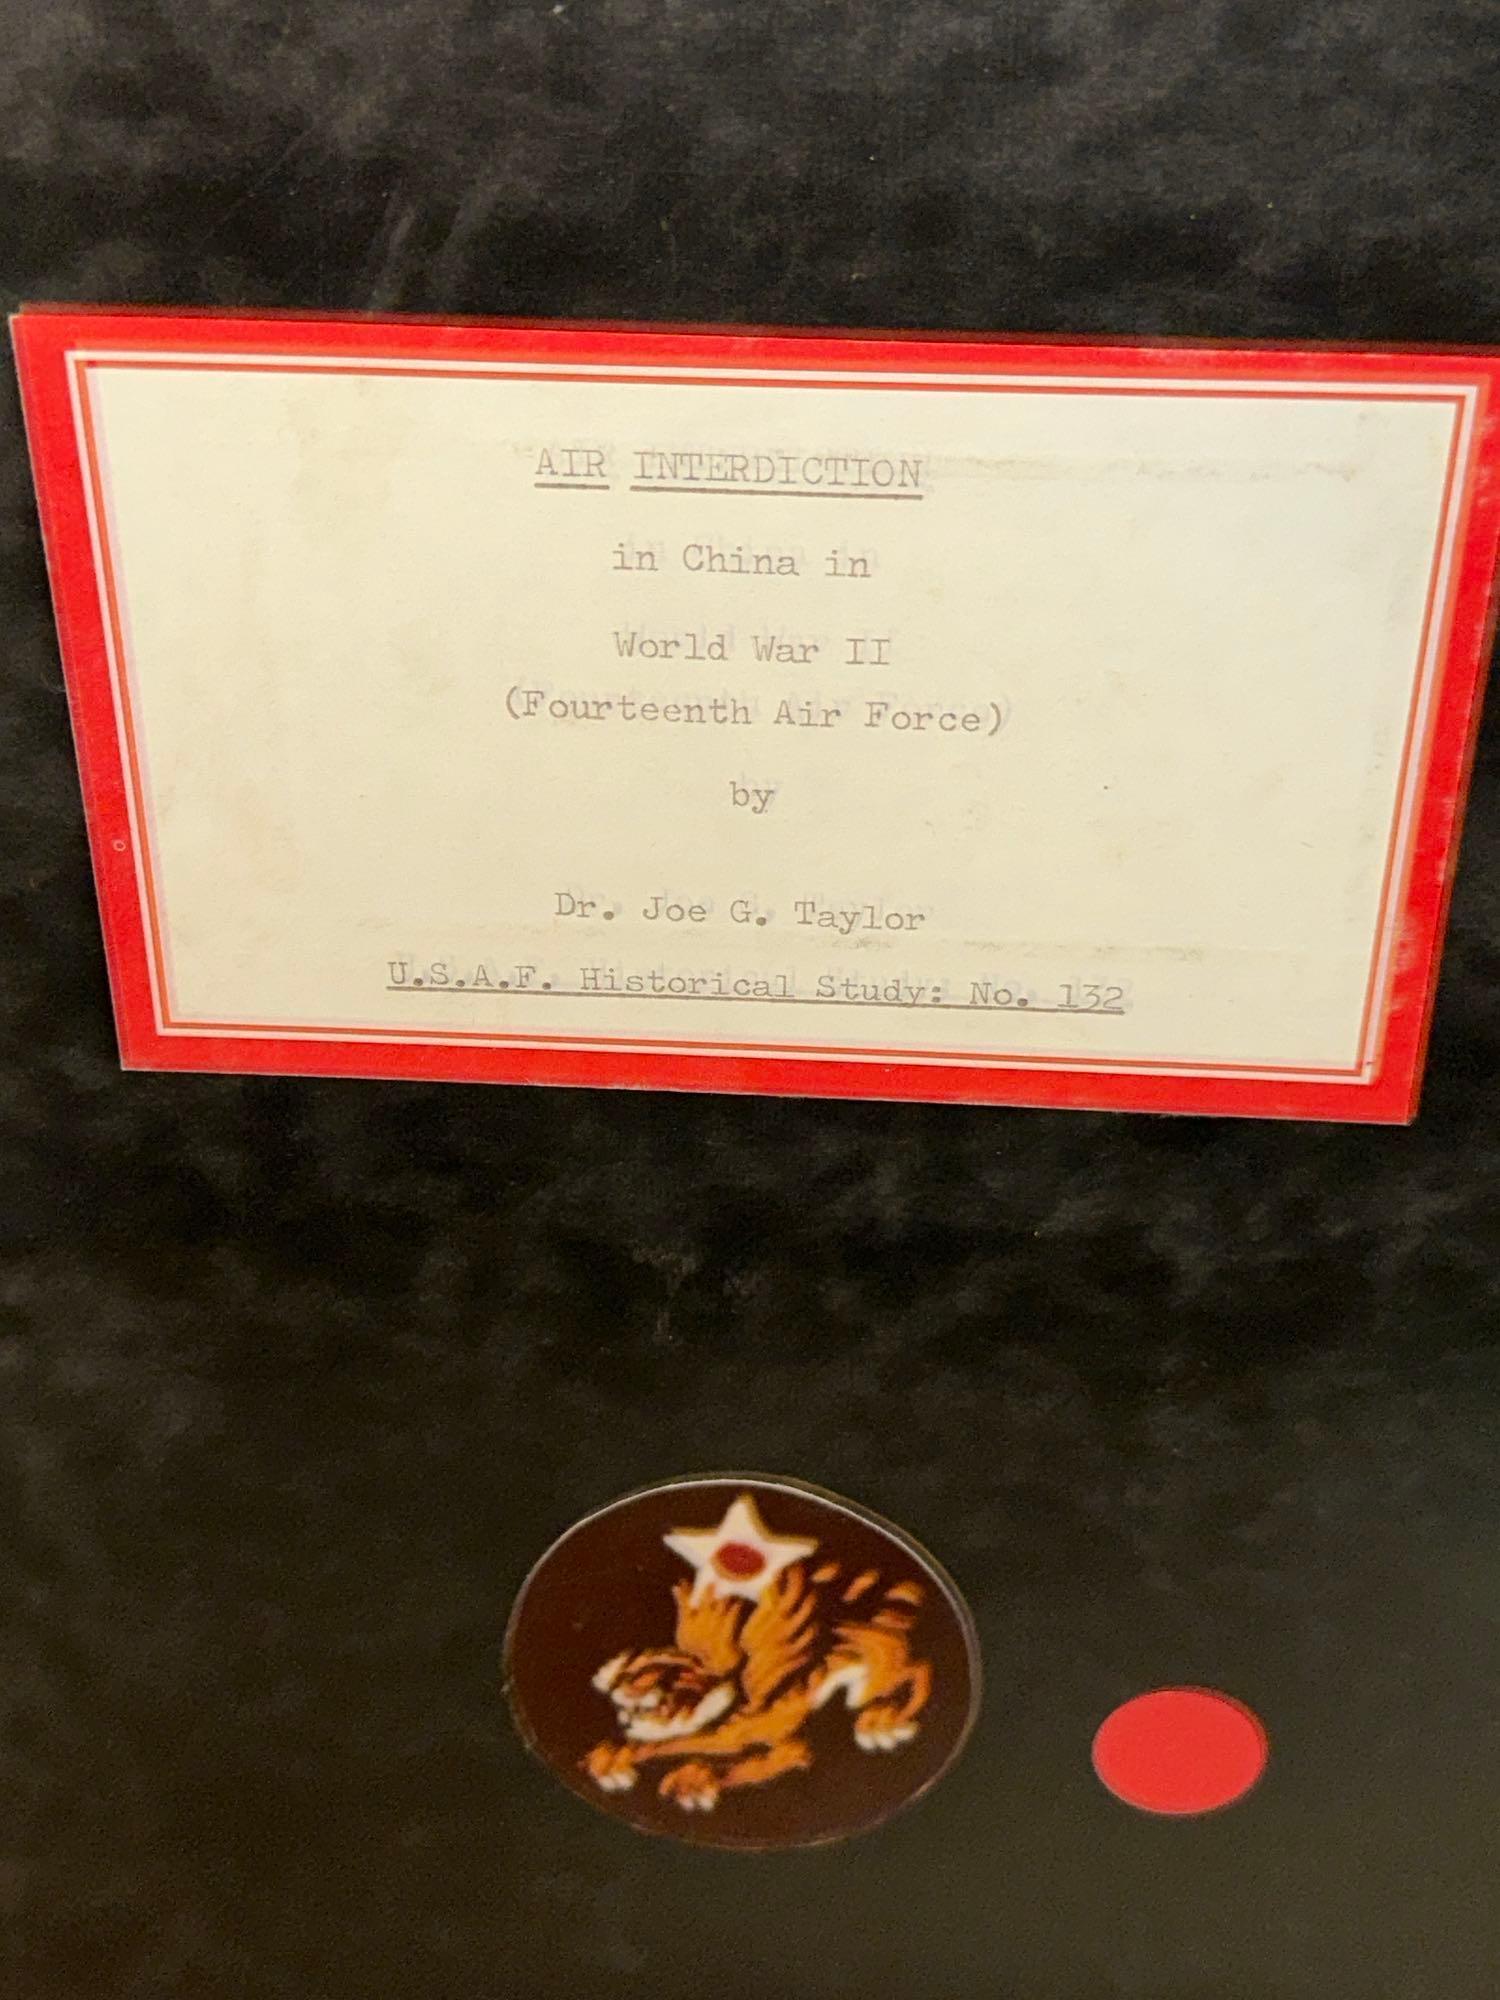 AIR INTERDICTION
in China in
World War II
(Fourteenth Air Force)
by
Dr. Joe G. Taylor
U.S.A.F. Historical Study: No. 132